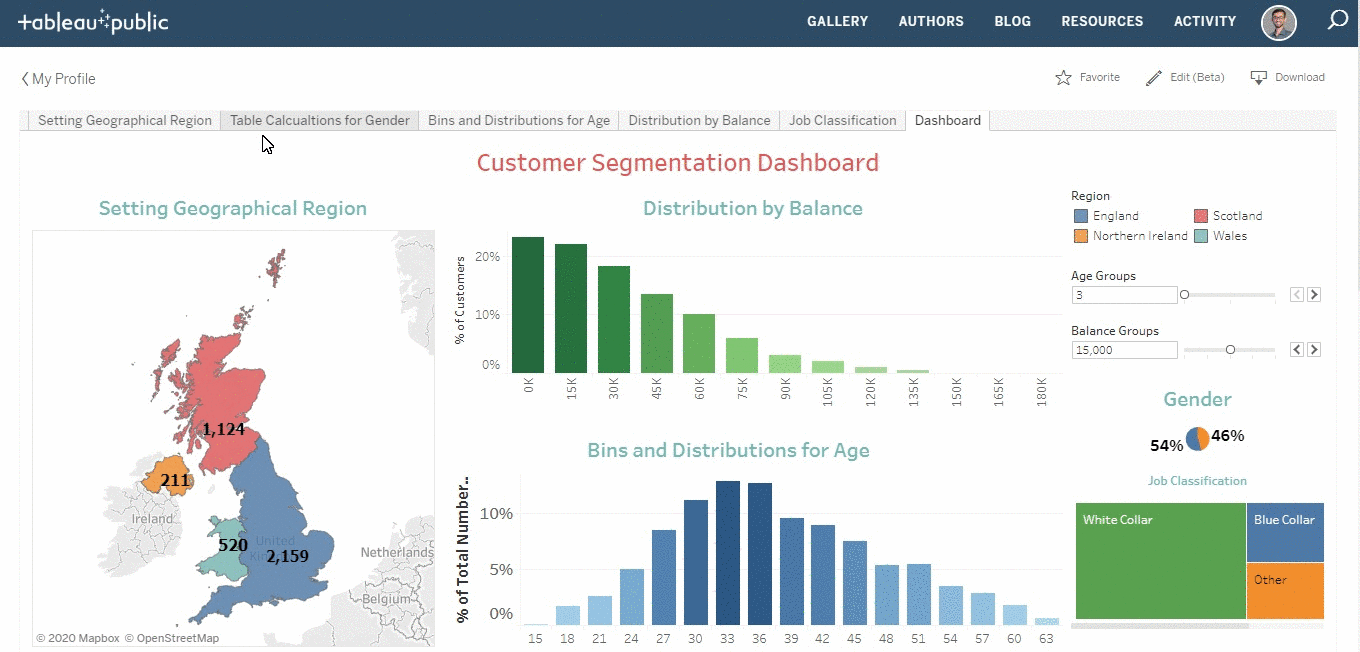 tableau public
GALLERY AUTHORS BLOG RESOURCES ACTIVITY
My Profile
Favorite Edit (Beta) Download
Setting Geographical Region Table Calcualtions for Gender Bins and Distributions for Age Distribution by Balance Job Classification Dashboard
Customer Segmentation Dashboard
Setting Geographical Region
1,124
211
520
2,159
Ireland
United
Netherlands
Belgium
© 2020 Mapbox © OpenStreetMap
Distribution by Balance
% of Customers
20%
10%
0%
0K 15K 30K 45K 60K 75K 90K 105K 120K 135K 150K 165K 180K
Bins and Distributions for Age
% of Total Number..
10%
5%
0%
15 18 21 24 27 30 33 36 39 42 45 48 51 54 57 60 63
Region
England Scotland
Northern Ireland Wales
Age Groups
3
Balance Groups
15,000
Gender
54% 46%
Job Classification
White Collar
Blue Collar
Other